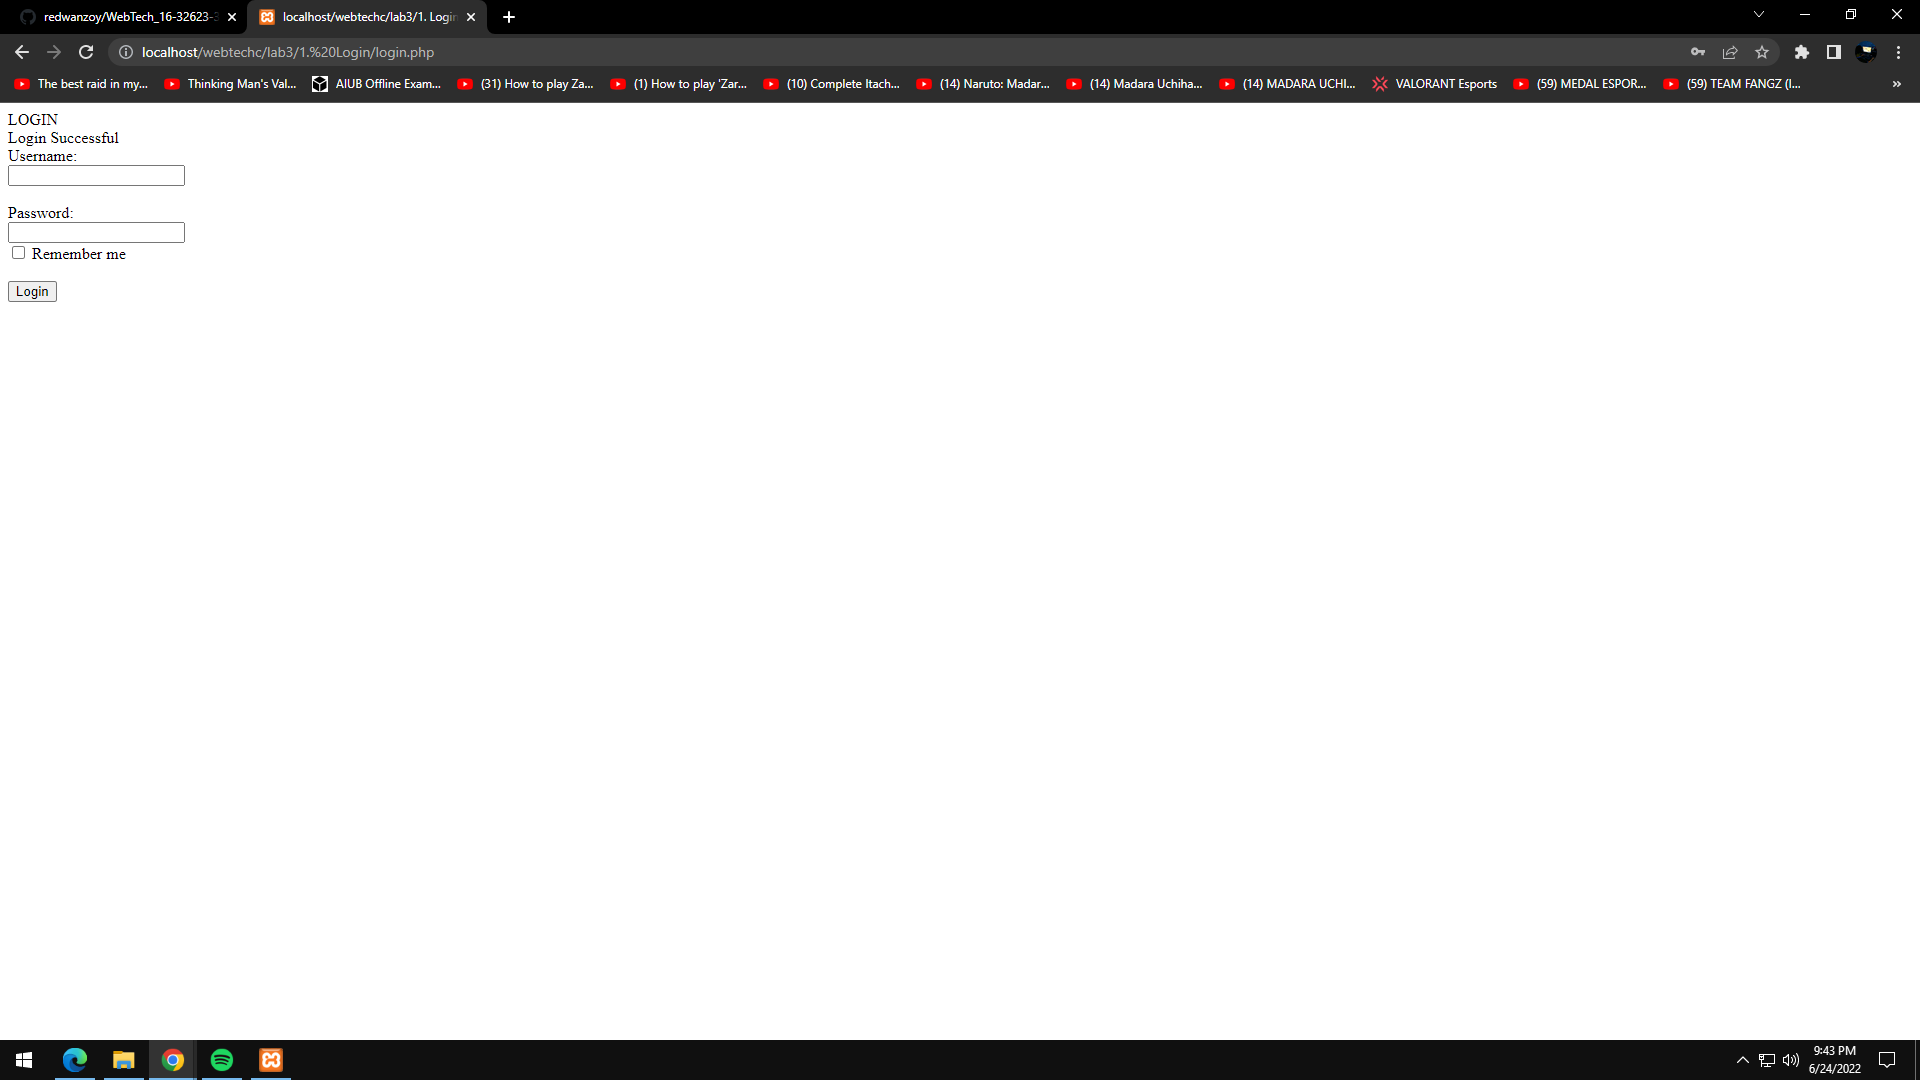 redwanzoy/WebTech_16-32623-3
localhost/webtechc/lab3/1. Login
localhost/webtechc/lab3/1.%20Login/login.php
The best raid in my...
Thinking Man's Val...
AIUB Offline Exam...
(31) How to play Za...
(1) How to play 'Zar...
(10) Complete Itach...
(14) Naruto: Madar...
(14) Madara Uchiha...
(14) MADARA UCHI...
VALORANT Esports
(59) MEDAL ESPOR...
(59) TEAM FANGZ (I...
»
LOGIN
Login Successful
Username:
Password:
Remember me
Login
9:43 PM
6/24/2022